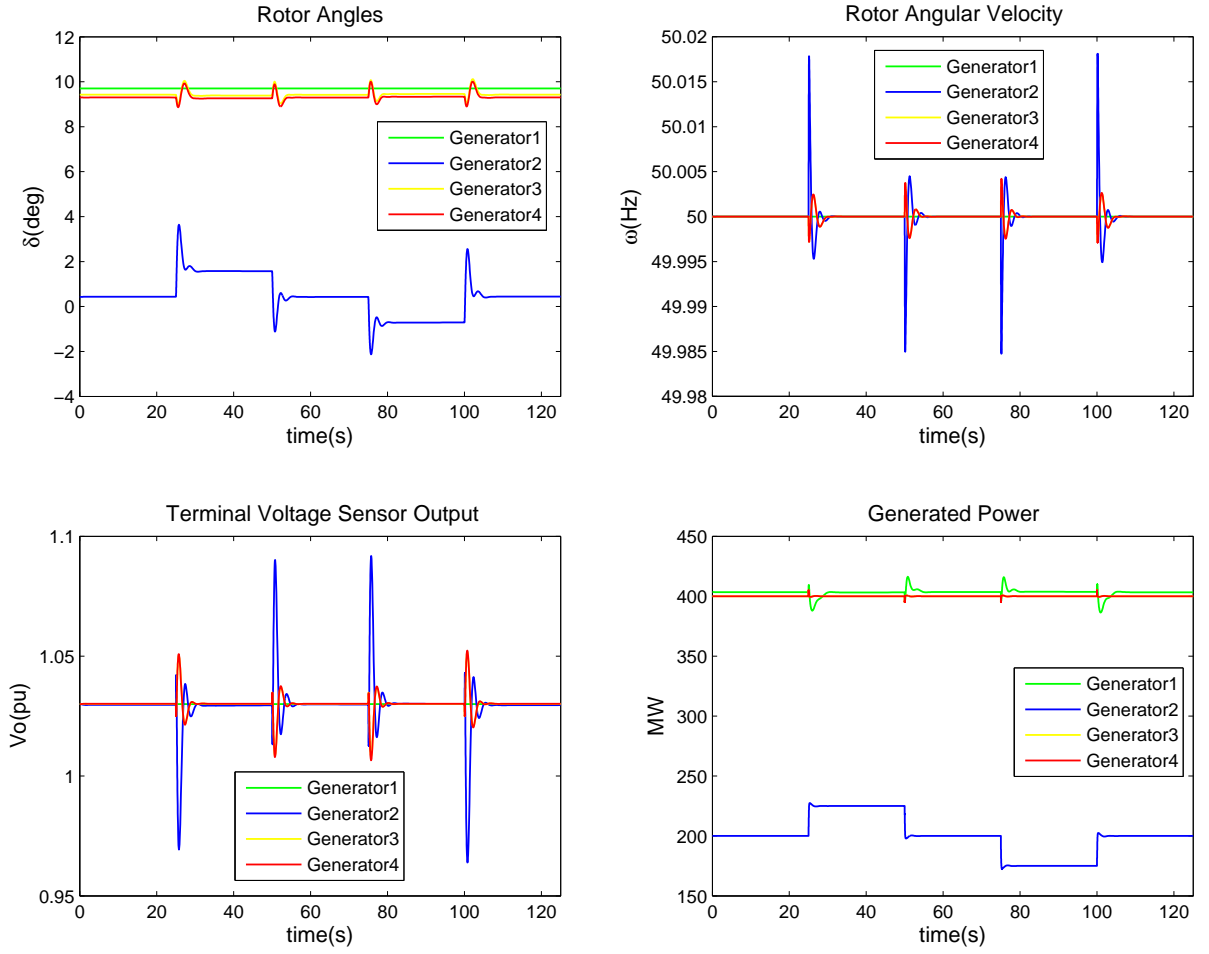 Rotor Angles
12
10
8
6
4
2
0
−2
−4
δ(deg)
0 20 40 60 80 100 120
time(s)
Generator1
Generator2
Generator3
Generator4
Rotor Angular Velocity
50.02
50.015
50.01
50.005
50
49.995
49.99
49.985
49.98
ω(Hz)
0 20 40 60 80 100 120
time(s)
Generator1
Generator2
Generator3
Generator4
Terminal Voltage Sensor Output
1.1
1.05
1
0.95
Vo(pu)
0 20 40 60 80 100 120
time(s)
Generator1
Generator2
Generator3
Generator4
Generated Power
450
400
350
300
250
200
150
MW
0 20 40 60 80 100 120
time(s)
Generator1
Generator2
Generator3
Generator4